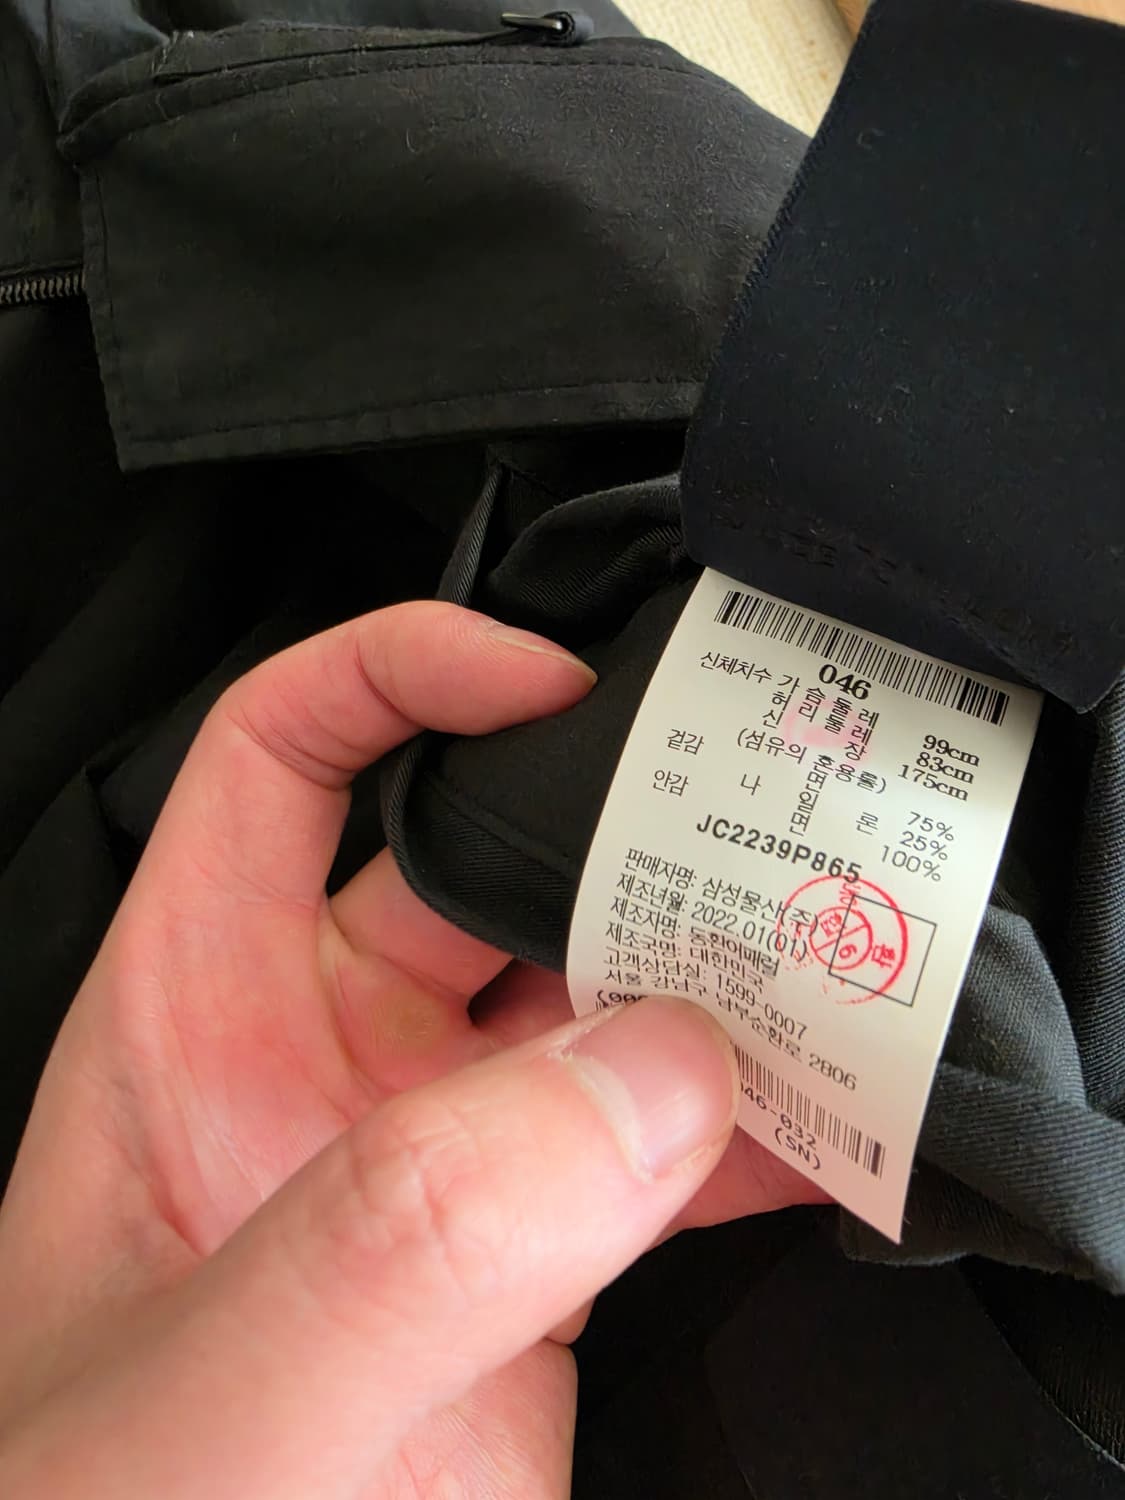 046
신체치수 가슴둘레 99cm
허리둘레 83cm
신장 175cm
(섬유의 혼용률)
겉감 면 75%
나일론 25%
안감 면 100%
JC2239P865
판매자명: 삼성물산(주)
제조년월: 2022.01(01)
제조자명: 동환어패럴
제조국명: 대한민국
고객상담실: 1599-0007
서울 강남구 남부순환로 2806
46-032
(SN)